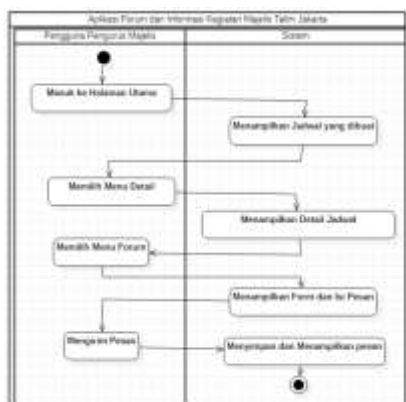 Aplikasi Forum dan Informasi Kegiatan Majelis Talim Jakarta
Pengguna Pengurus Majelis
Sistem
Masuk ke Halaman Utama
Menampilkan Jadwal yang dibuat
Memilih Menu Detail
Menampilkan Detail Jadwal
Memilih Menu Forum
Menampilkan Form dan Isi Pesan
Mengirim Pesan
Menyimpan dan Menampilkan pesan